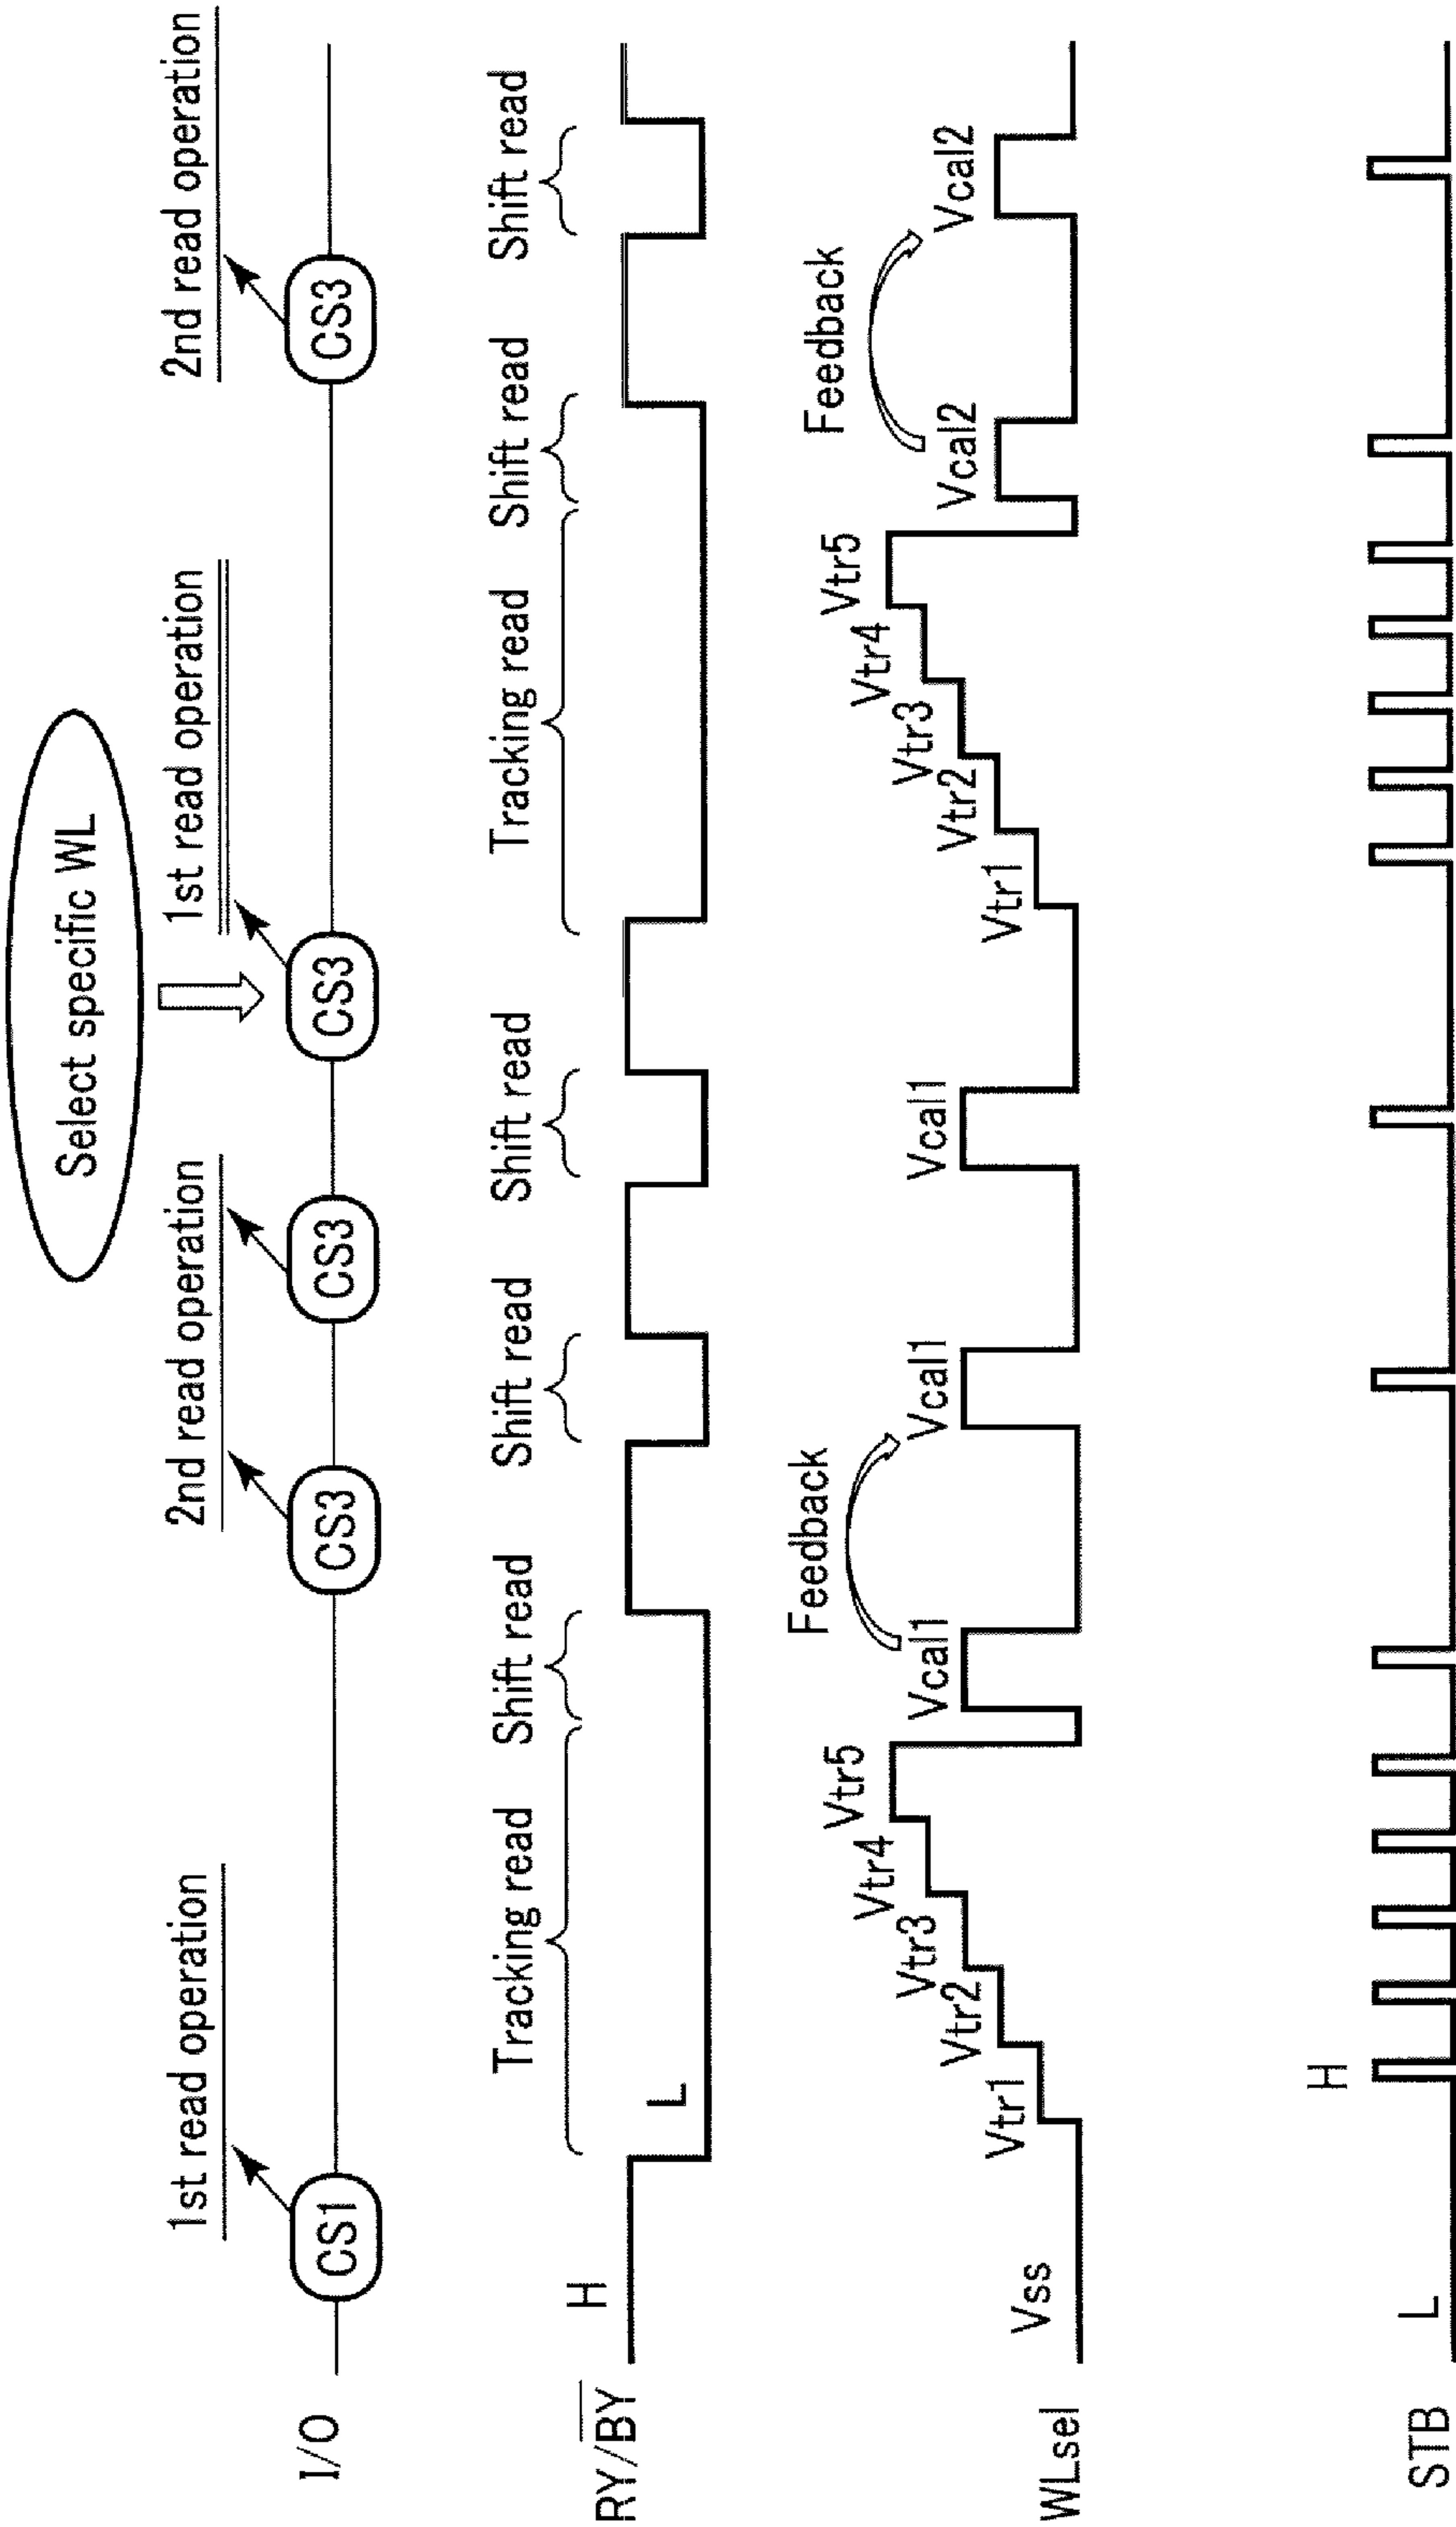 Select specific WL
1st read operation
2nd read operation
1st read operation
2nd read operation
I/O
CS1
CS3
CS3
CS3
CS3
Tracking read
Shift read
Shift read
Shift read
Tracking read
Shift read
Shift read
RY/BY
H
L
Feedback
Feedback
WLsel
Vss
Vtr1
Vtr2
Vtr3
Vtr4
Vtr5
Vcal1
Vcal1
Vcal1
Vtr1
Vtr2
Vtr3
Vtr4
Vtr5
Vcal2
Vcal2
STB
L
H